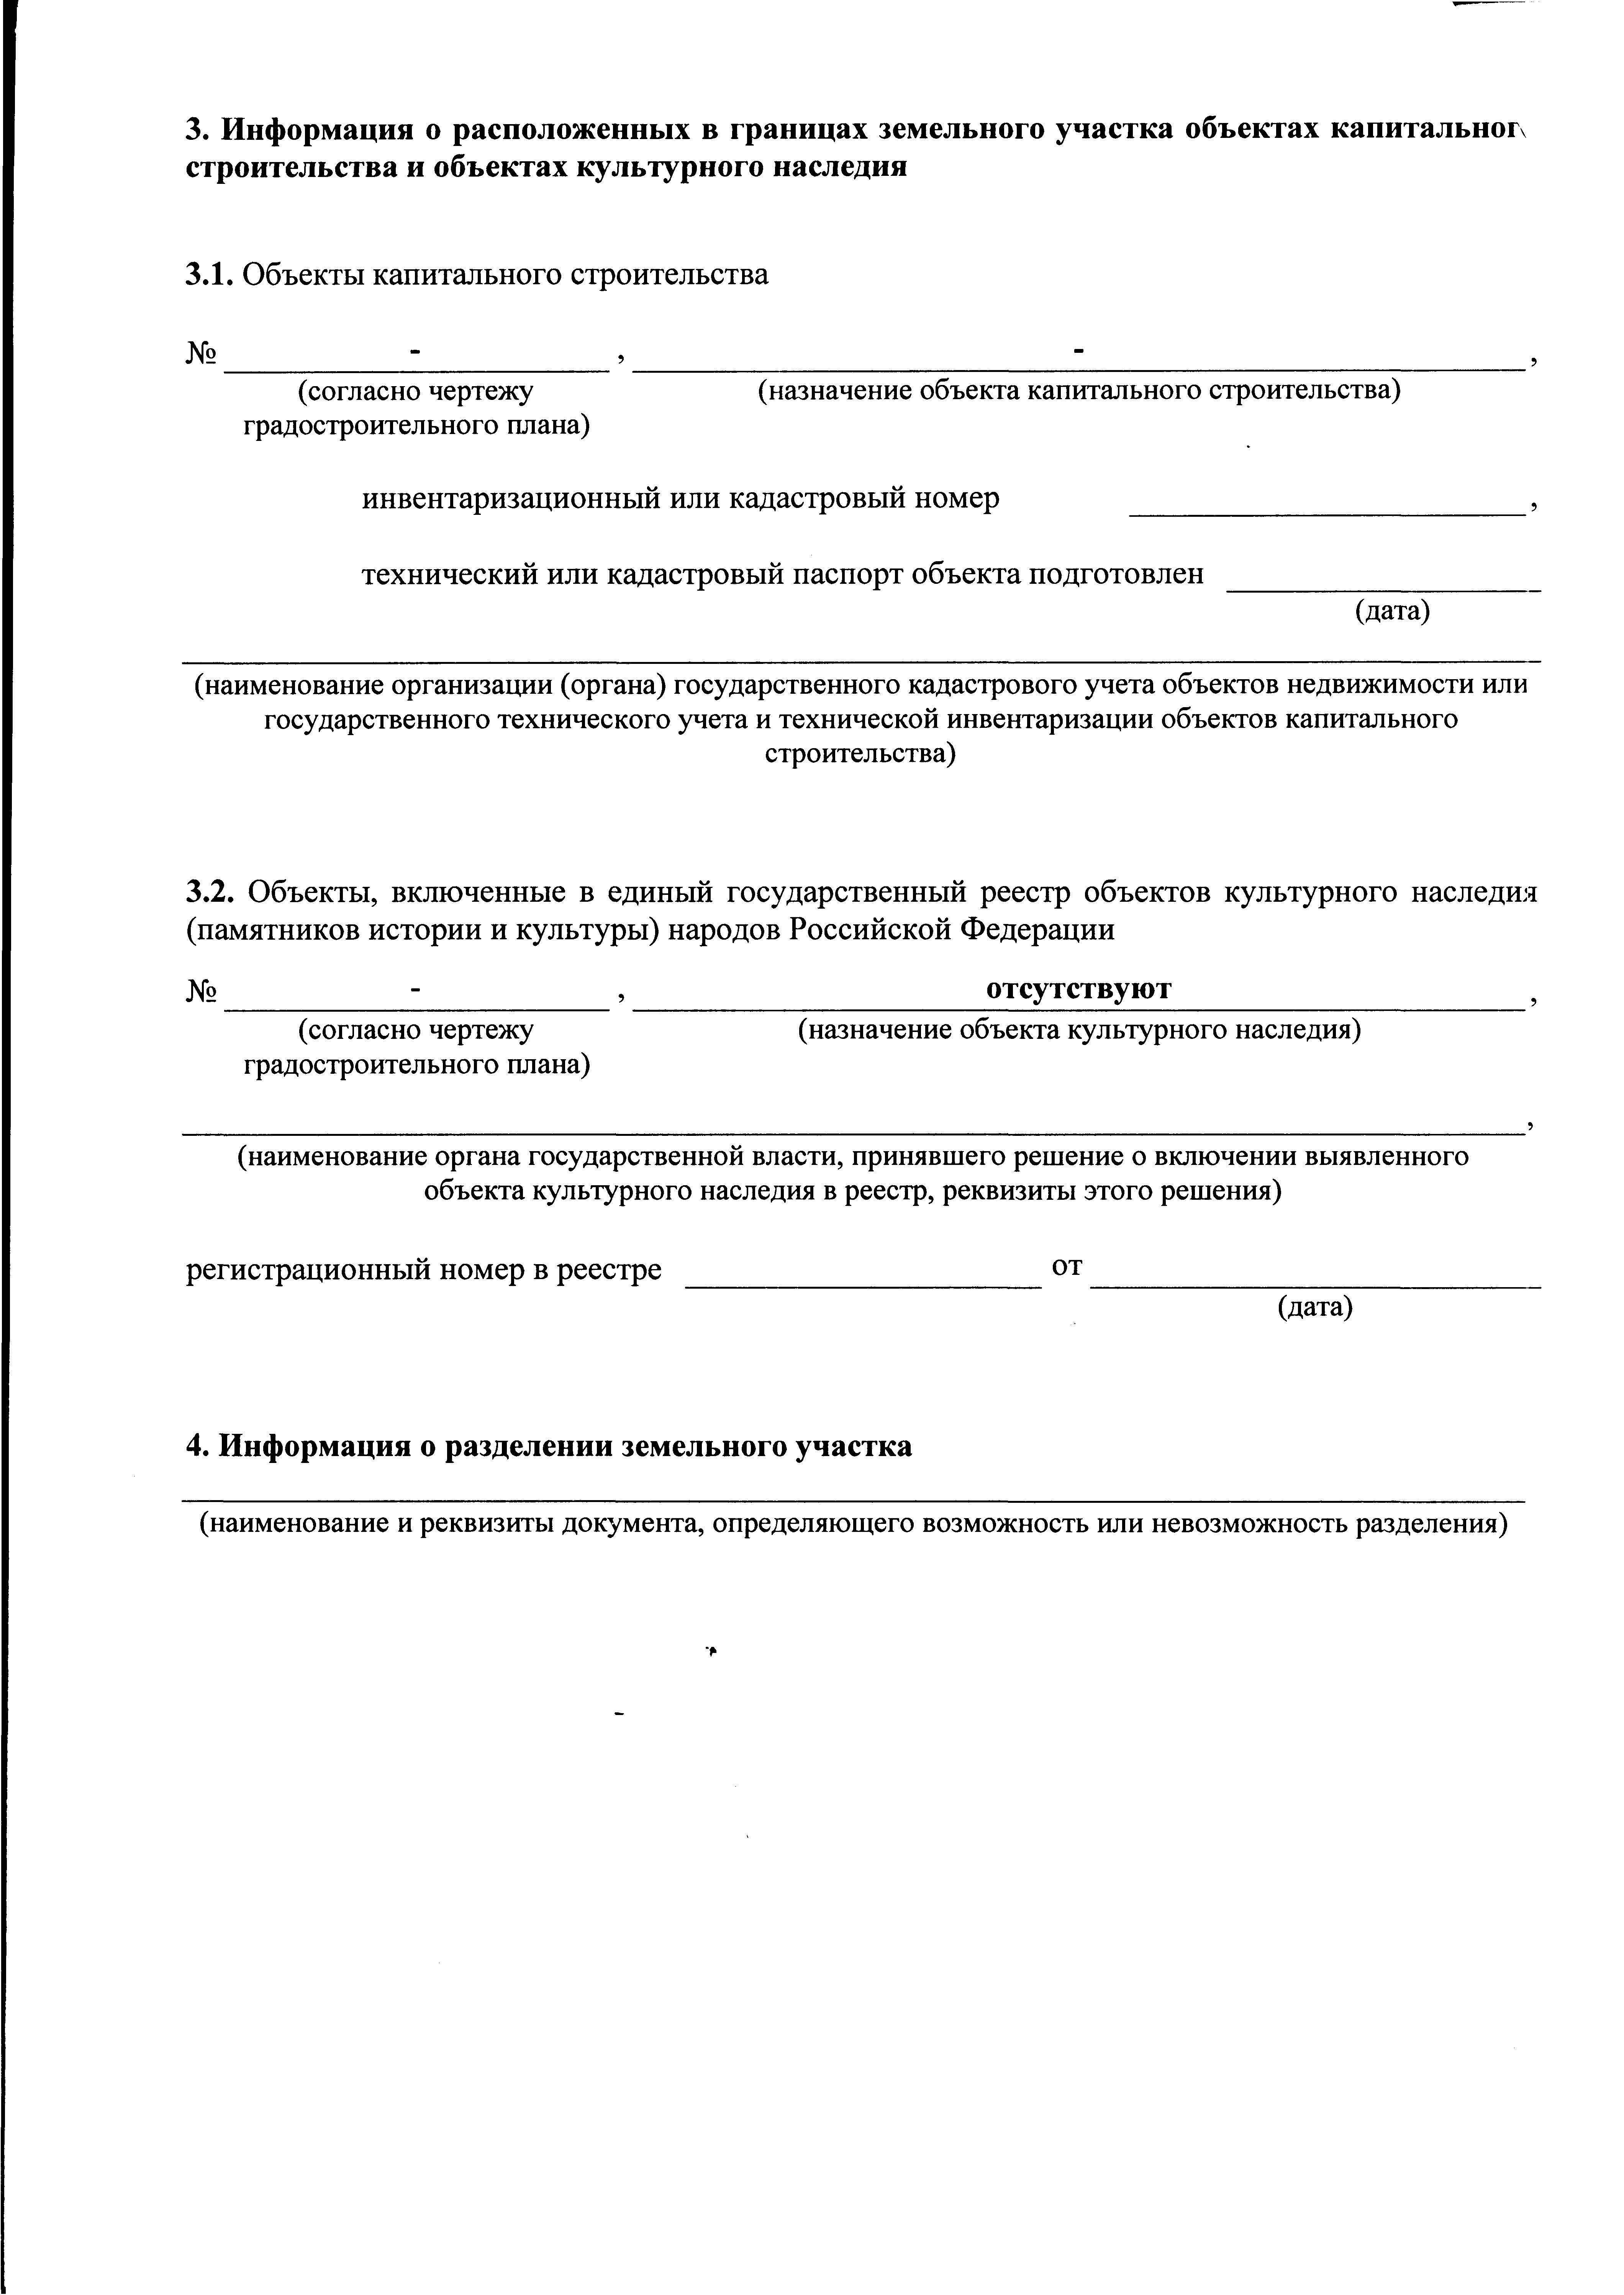 3. Информация о расположенных в границах земельного участка объектах капитальног
строительства и объектах культурного наследия
3.1. Объекты капитального строительства
№ - , - ,
(согласно чертежу (назначение объекта капитального строительства)
градостроительного плана)
инвентаризационный или кадастровый номер ,
технический или кадастровый паспорт объекта подготовлен
(дата)
(наименование организации (органа) государственного кадастрового учета объектов недвижимости или
государственного технического учета и технической инвентаризации объектов капитального
строительства)
3.2. Объекты, включенные в единый государственный реестр объектов культурного наследия
(памятников истории и культуры) народов Российской Федерации
№ - , отсутствуют ,
(согласно чертежу (назначение объекта культурного наследия)
градостроительного плана)
,
(наименование органа государственной власти, принявшего решение о включении выявленного
объекта культурного наследия в реестр, реквизиты этого решения)
регистрационный номер в реестре от
(дата)
4. Информация о разделении земельного участка
(наименование и реквизиты документа, определяющего возможность или невозможность разделения)